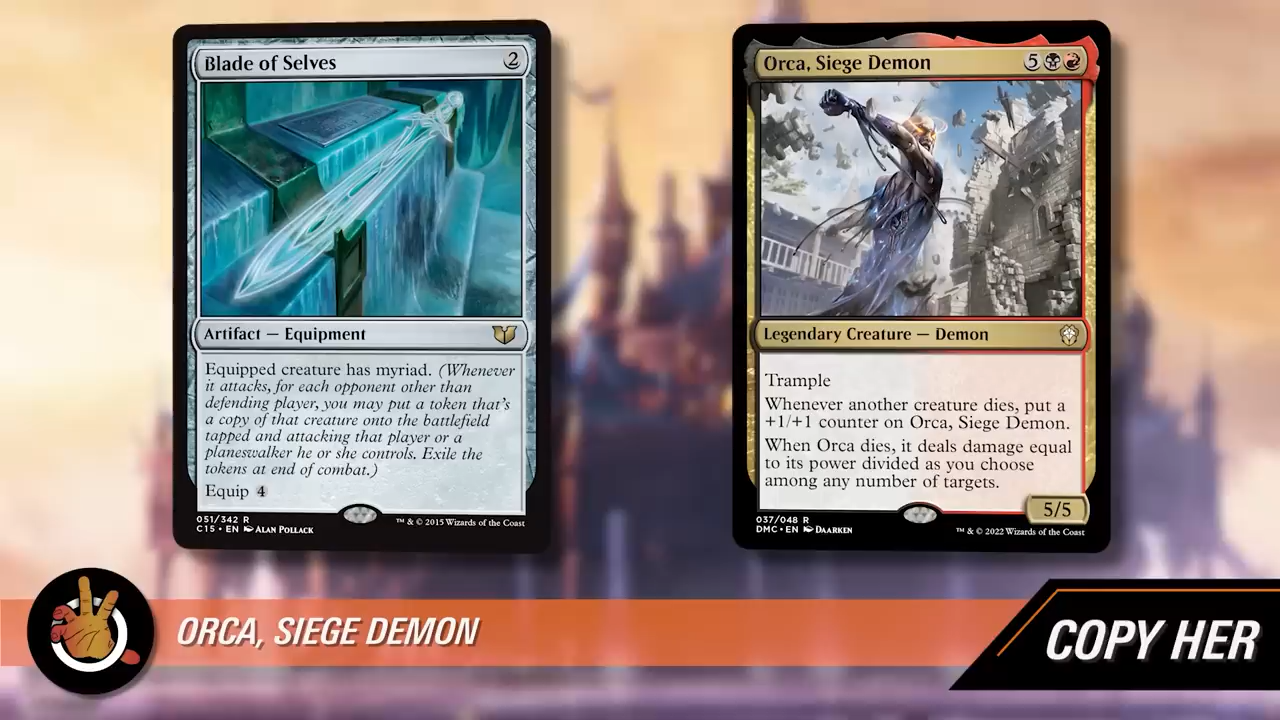 Blade of Selves 2
Artifact — Equipment
Equipped creature has myriad. (Whenever
it attacks, for each opponent other than
defending player, you may put a token that's
a copy of that creature onto the battlefield
tapped and attacking that player or a
planeswalker he or she controls. Exile the
tokens at end of combat.)
Equip 4
051/342 R
C15 • EN ALAN POLLACK
™ & © 2015 Wizards of the Coast
Orca, Siege Demon 5
Legendary Creature — Demon
Trample
Whenever another creature dies, put a
+1/+1 counter on Orca, Siege Demon.
When Orca dies, it deals damage equal
to its power divided as you choose
among any number of targets.
5/5
037/048 R
DMC • EN DAARKEN
™ & © 2022 Wizards of the Coast
ORCA, SIEGE DEMON
COPY HER